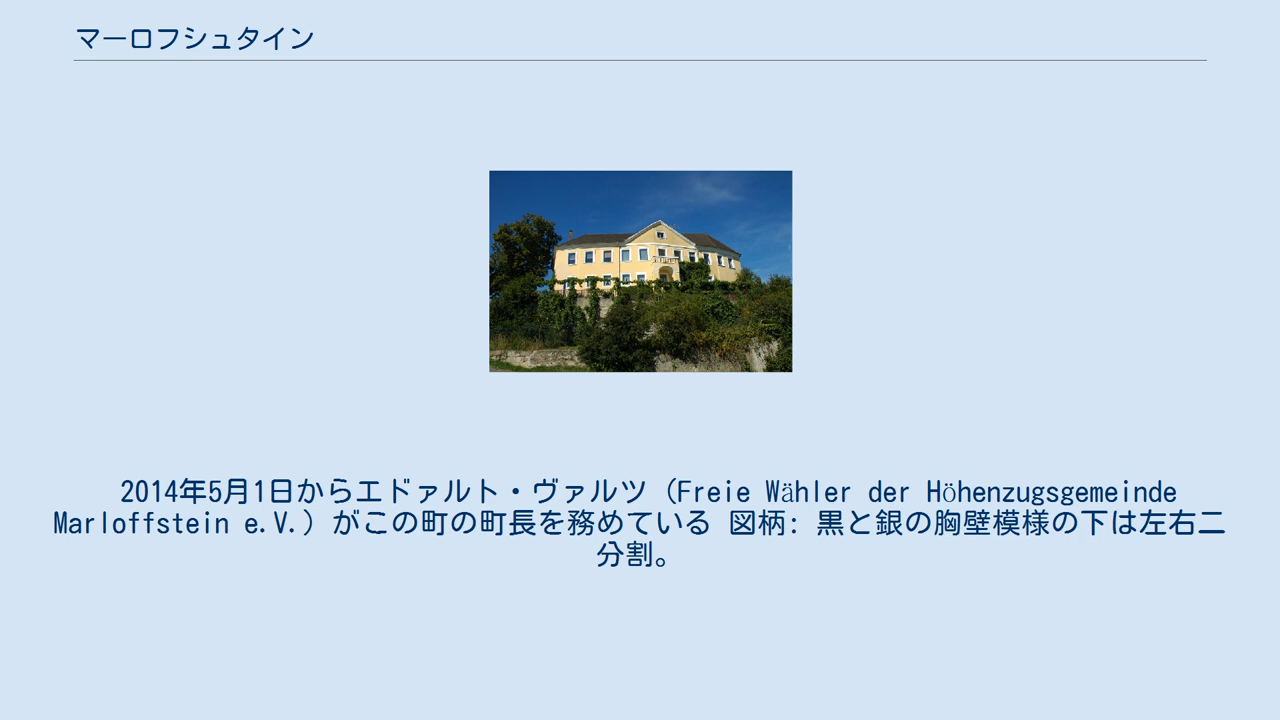 マーロフシュタイン
2014年5月1日からエドァルト・ヴァルツ（Freie Wähler der Höhenzugsgemeinde
Marloffstein e.V.）がこの町の町長を務めている 図柄: 黒と銀の胸壁模様の下は左右二
分割。